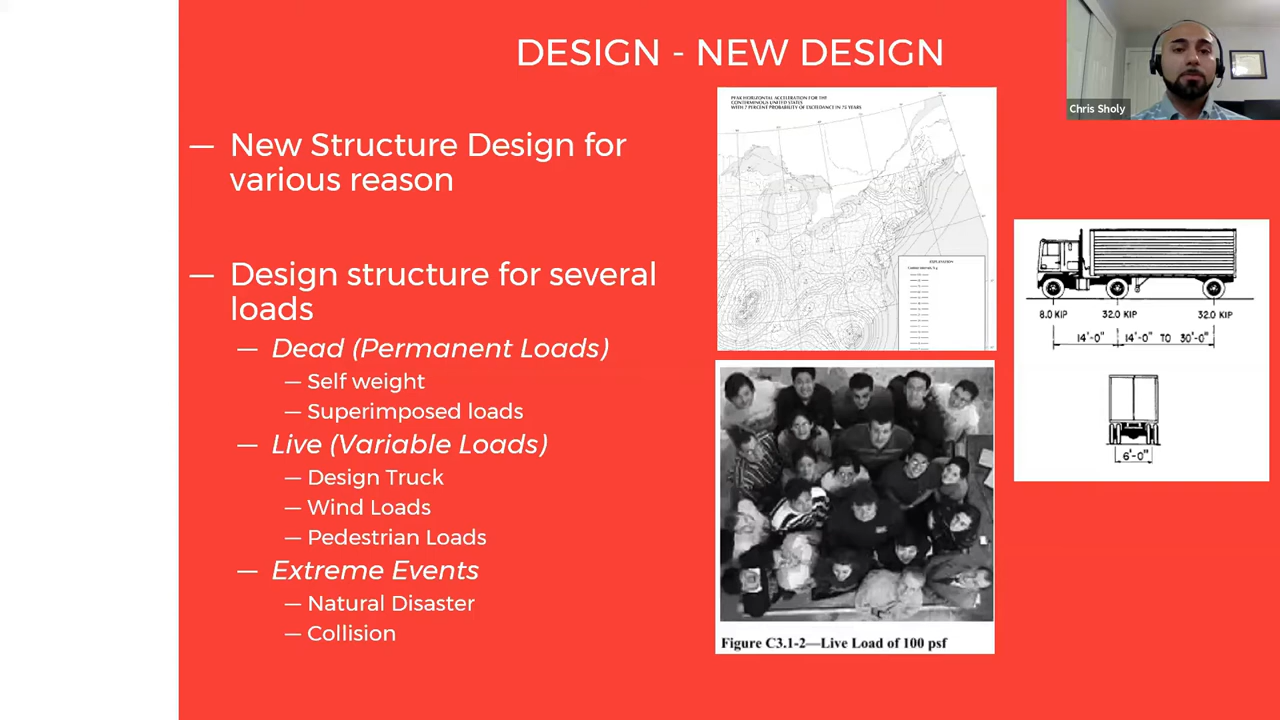 DESIGN - NEW DESIGN
Chris Sholy
— New Structure Design for
various reason
— Design structure for several
loads
— Dead (Permanent Loads)
— Self weight
— Superimposed loads
— Live (Variable Loads)
— Design Truck
— Wind Loads
— Pedestrian Loads
— Extreme Events
— Natural Disaster
— Collision
PEAK HORIZONTAL ACCELERATION FOR THE
CONTERMINOUS UNITED STATES
WITH 7 PERCENT PROBABILITY OF EXCEEDANCE IN 75 YEARS
EXPLANATION
8.0 KIP 32.0 KIP 32.0 KIP
14'-0" 14'-0" TO 30'-0"
6'-0"
Figure C3.1-2—Live Load of 100 psf